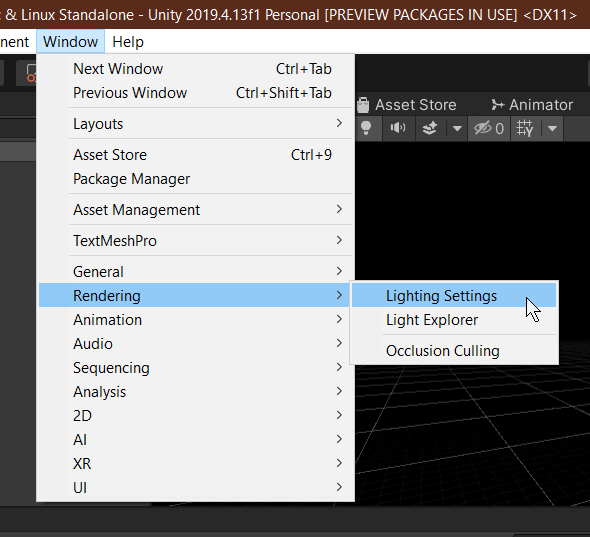 c & Linux Standalone - Unity 2019.4.13f1 Personal [PREVIEW PACKAGES IN USE] <DX11>
nent Window Help
Next Window Ctrl+Tab
Previous Window Ctrl+Shift+Tab
Layouts
Asset Store Ctrl+9
Package Manager
Asset Management
TextMeshPro
General
Rendering
Animation
Audio
Sequencing
Analysis
2D
AI
XR
UI
Lighting Settings
Light Explorer
Occlusion Culling
Asset Store Animator
0